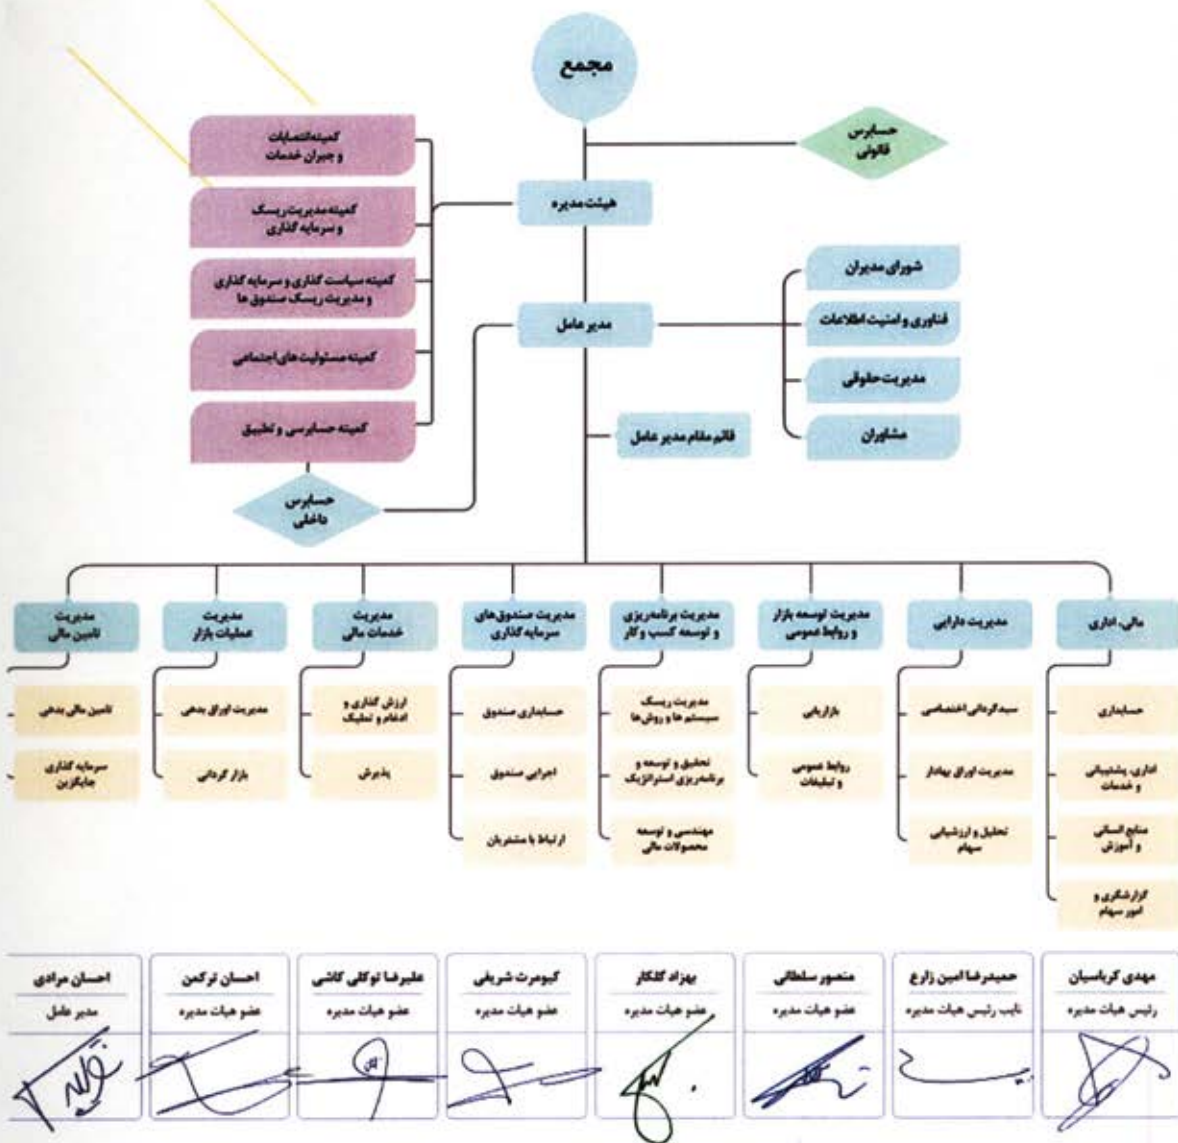 مجمع
حسابرس
قانونی
هیئت مدیره
کمیته انتصابات
و جبران خدمات
کمیته مدیریت ریسک
و سرمایه گذاری
کمیته سیاست گذاری و سرمایه گذاری
و مدیریت ریسک صندوق ها
کمیته مسئولیت های اجتماعی
کمیته حسابرسی و تطبیق
حسابرس
داخلی
مدیر عامل
شورای مدیران
فناوری و امنیت اطلاعات
مدیریت حقوقی
مشاوران
قائم مقام مدیر عامل
مالی، اداری
حسابداری
اداری، پشتیبانی
و خدمات
منابع انسانی
و آموزش
گزارشگری و
امور سهام
مدیریت دارایی
سبدگردانی اختصاصی
مدیریت اوراق بهادار
تحلیل و ارزشیابی
سهام
مدیریت توسعه بازار
و روابط عمومی
بازاریابی
روابط عمومی
و تبلیغات
مدیریت برنامه‌ریزی
و توسعه کسب و کار
مدیریت ریسک
سیستم ها و روش‌ها
تحقیق و توسعه و
برنامه‌ریزی استراتژیک
مهندسی و توسعه
محصولات مالی
مدیریت صندوق‌های
سرمایه گذاری
حسابداری صندوق
اجرایی صندوق
ارتباط با مشتریان
مدیریت
خدمات مالی
ارزش گذاری و
ادغام و تملیک
پذیرش
مدیریت
عملیات بازار
مدیریت اوراق بدهی
بازار گردانی
مدیریت
تامین مالی
تامین مالی بدهی
سرمایه گذاری
جایگزین
مهدی کرباسیان
رئیس هیات مدیره
حمیدرضا امین زارع
نایب رئیس هیات مدیره
منصور سلطانی
عضو هیات مدیره
بهزاد گلکار
عضو هیات مدیره
کیومرث شریفی
عضو هیات مدیره
علیرضا توکلی کاشی
عضو هیات مدیره
احسان ترکمن
عضو هیات مدیره
احسان مرادی
مدیر عامل